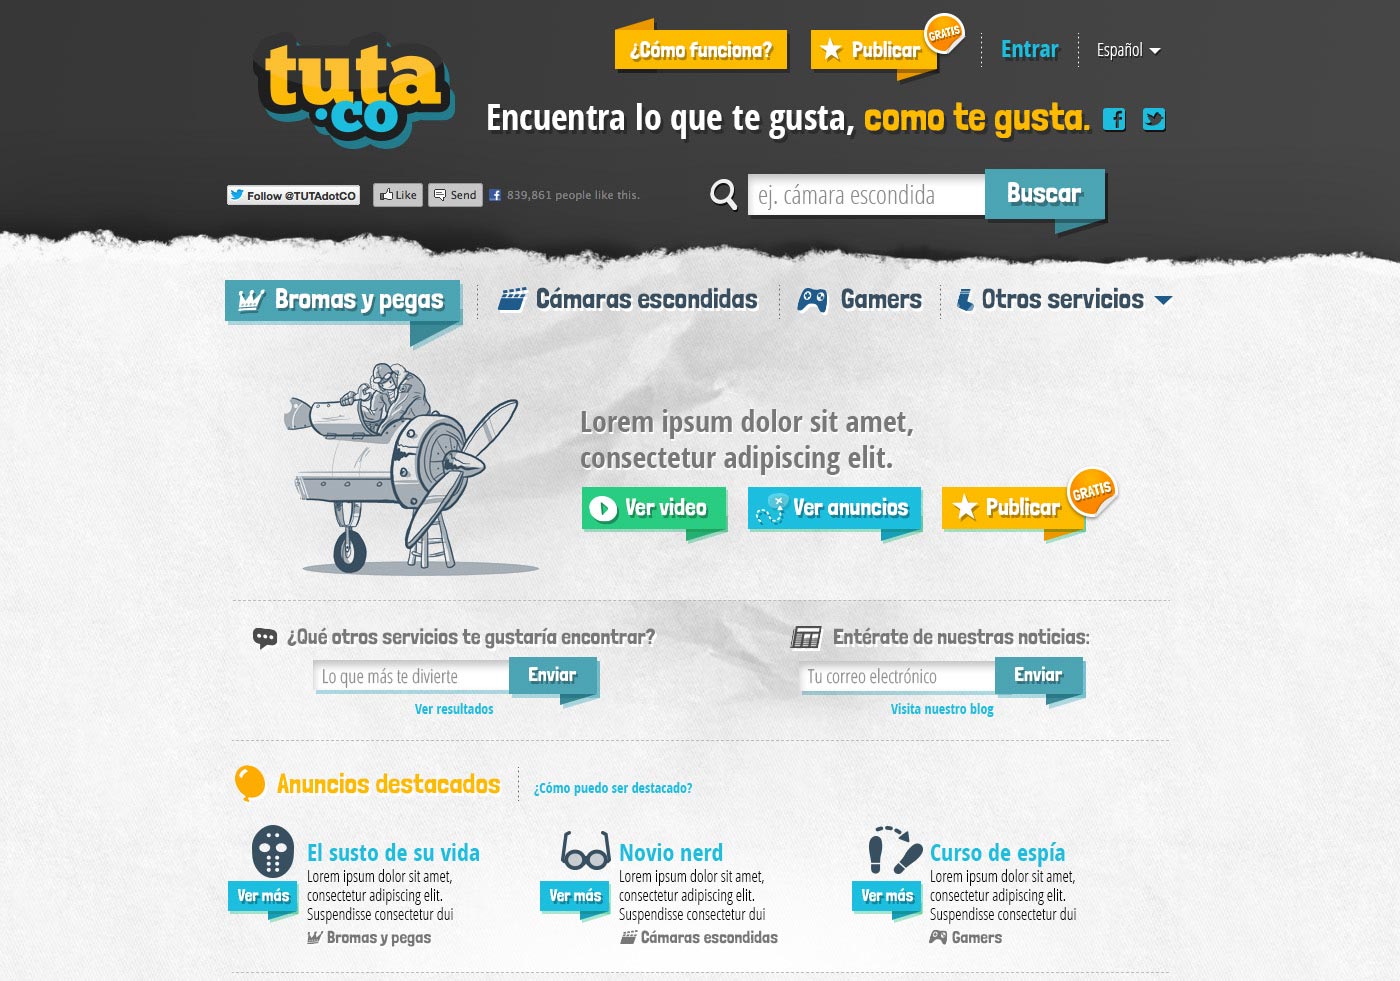 tuta
.co
¿Cómo funciona?
Publicar
GRATIS
Entrar
Español
Encuentra lo que te gusta, como te gusta.
Follow @TUTAdotCO
Like
Send
839,861 people like this.
ej. cámara escondida
Buscar
Bromas y pegas
Cámaras escondidas
Gamers
Otros servicios
Lorem ipsum dolor sit amet,
consectetur adipiscing elit.
Ver video
Ver anuncios
Publicar
GRATIS
¿Qué otros servicios te gustaría encontrar?
Lo que más te divierte
Enviar
Ver resultados
Entérate de nuestras noticias:
Tu correo electrónico
Enviar
Visita nuestro blog
Anuncios destacados
¿Cómo puedo ser destacado?
El susto de su vida
Lorem ipsum dolor sit amet,
consectetur adipiscing elit.
Suspendisse consectetur dui
Ver más
Bromas y pegas
Novio nerd
Lorem ipsum dolor sit amet,
consectetur adipiscing elit.
Suspendisse consectetur dui
Ver más
Cámaras escondidas
Curso de espía
Lorem ipsum dolor sit amet,
consectetur adipiscing elit.
Suspendisse consectetur dui
Ver más
Gamers